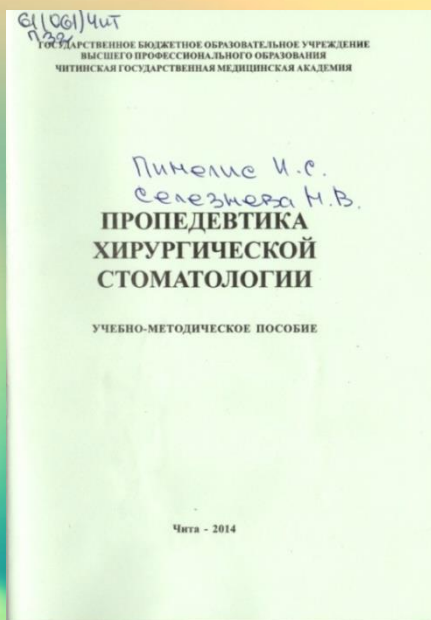 61(061)Чит
П32
ГОСУДАРСТВЕННОЕ БЮДЖЕТНОЕ ОБРАЗОВАТЕЛЬНОЕ УЧРЕЖДЕНИЕ
ВЫСШЕГО ПРОФЕССИОНАЛЬНОГО ОБРАЗОВАНИЯ
ЧИТИНСКАЯ ГОСУДАРСТВЕННАЯ МЕДИЦИНСКАЯ АКАДЕМИЯ
Пинелис И.С.
Селезнева Н.В.
ПРОПЕДЕВТИКА
ХИРУРГИЧЕСКОЙ
СТОМАТОЛОГИИ
УЧЕБНО-МЕТОДИЧЕСКОЕ ПОСОБИЕ
Чита - 2014